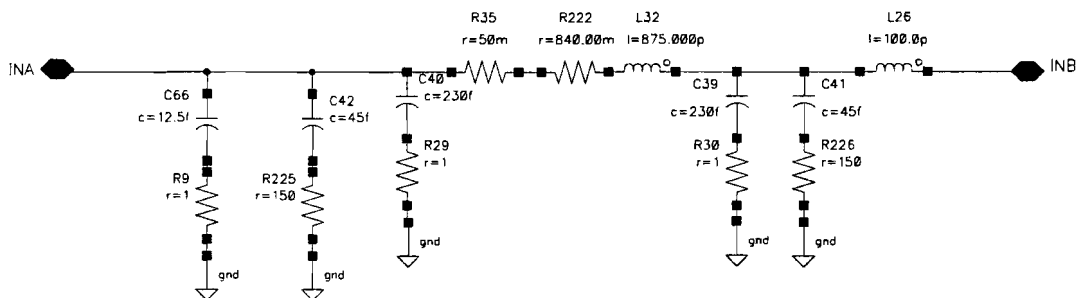 R35
R222
L32
L26
r=50m
r=840.00m
l=875.000p
l=100.0p
INA
INB
C66
c=12.5f
C42
c=45f
C40
c=230f
C39
c=230f
C41
c=45f
R9
r=1
R225
r=150
R29
r=1
R30
r=1
R226
r=150
gnd
gnd
gnd
gnd
gnd